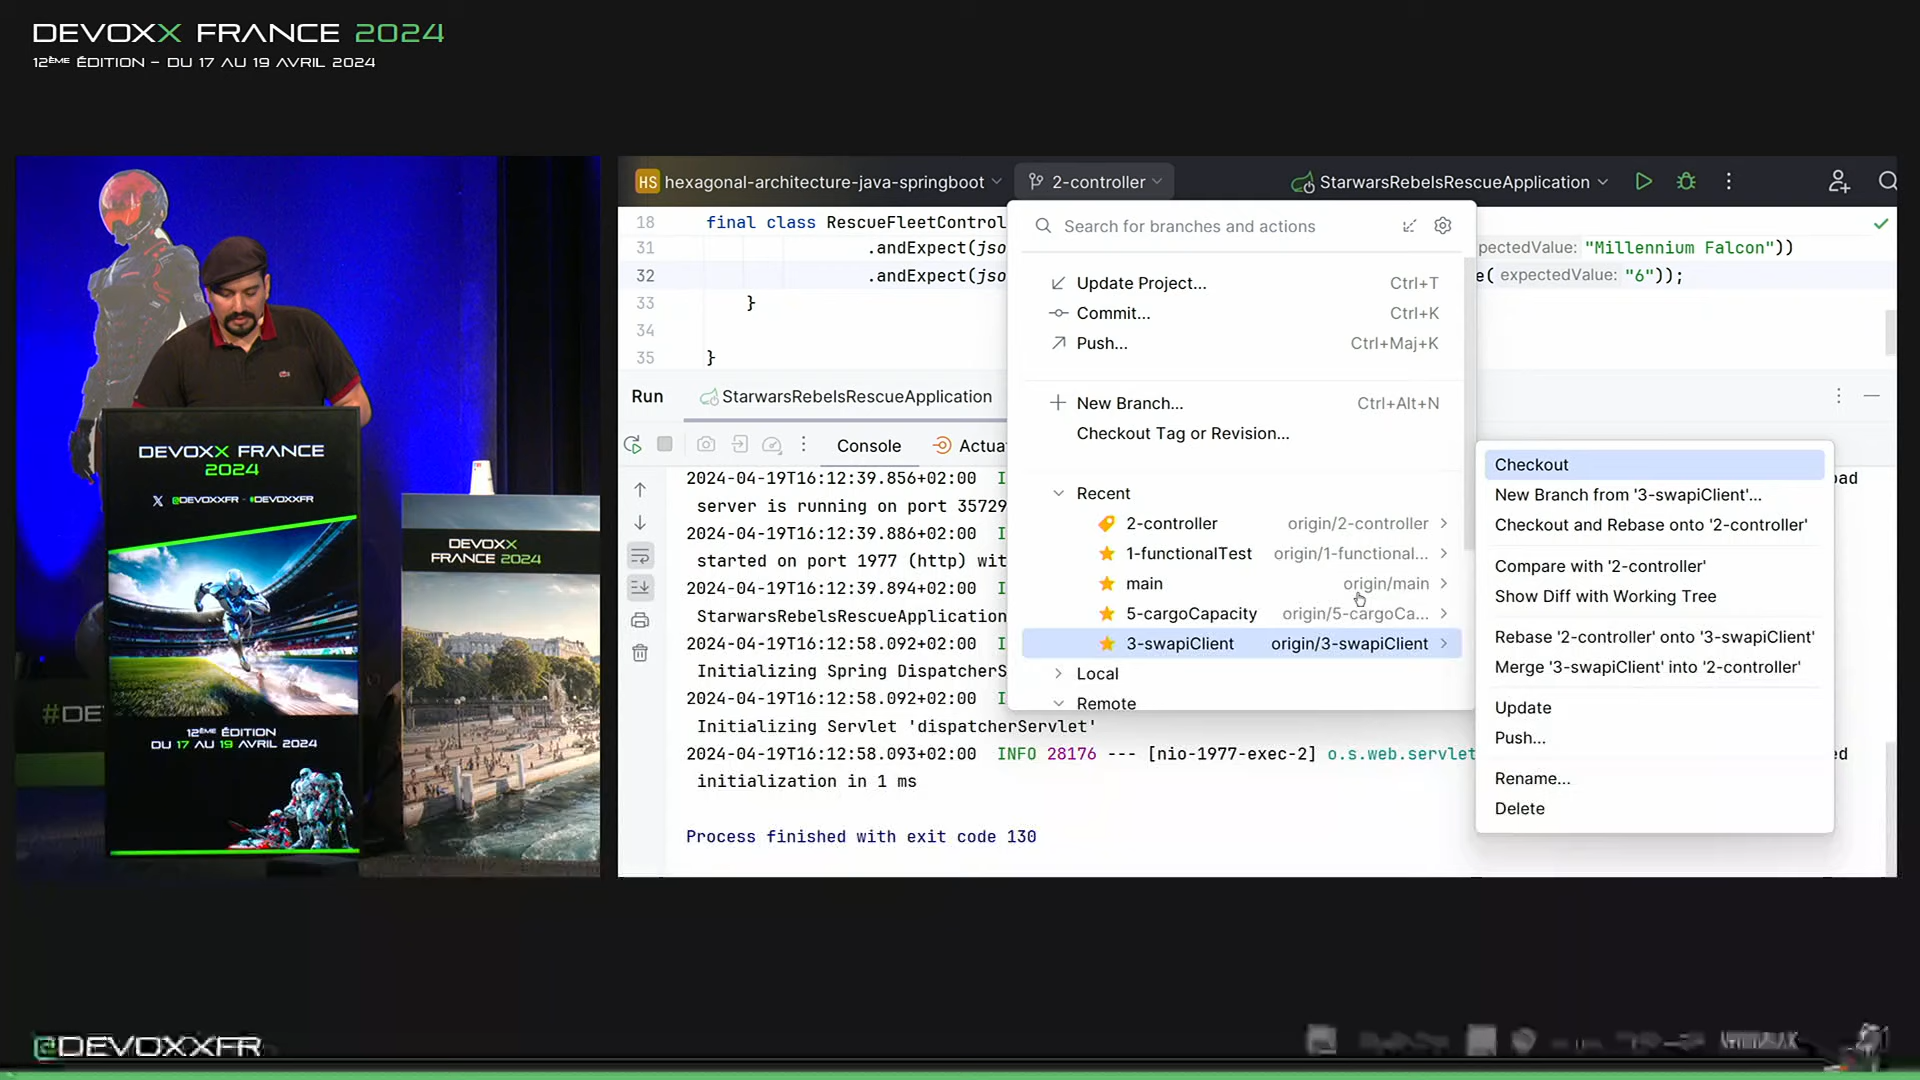 DEVOXX FRANCE 2024
12ÈME ÉDITION – DU 17 AU 19 AVRIL 2024
DEVOXX FRANCE
2024
X @DEVOXXFR - #DEVOXXFR
12ÈME ÉDITION
DU 17 AU 19 AVRIL 2024
#DE
DEVOXX
FRANCE 2024
HS hexagonal-architecture-java-springboot
2-controller
StarwarsRebelsRescueApplication
18 final class RescueFleetControl
31 .andExpect(jso
pectedValue: "Millennium Falcon"))
32 .andExpect(jso
e( expectedValue: "6"));
33 }
34
35 }
Search for branches and actions
Update Project... Ctrl+T
Commit... Ctrl+K
Push... Ctrl+Maj+K
New Branch... Ctrl+Alt+N
Checkout Tag or Revision...
Recent
2-controller origin/2-controller
1-functionalTest origin/1-functional...
main origin/main
5-cargoCapacity origin/5-cargoCa...
3-swapiClient origin/3-swapiClient
Local
Remote
Checkout
New Branch from '3-swapiClient'...
Checkout and Rebase onto '2-controller'
Compare with '2-controller'
Show Diff with Working Tree
Rebase '2-controller' onto '3-swapiClient'
Merge '3-swapiClient' into '2-controller'
Update
Push...
Rename...
Delete
Run StarwarsRebelsRescueApplication
Console Actua
2024-04-19T16:12:39.856+02:00 I
oad
server is running on port 35729
2024-04-19T16:12:39.886+02:00 I
started on port 1977 (http) wit
2024-04-19T16:12:39.894+02:00 I
StarwarsRebelsRescueApplication
2024-04-19T16:12:58.092+02:00 I
Initializing Spring DispatcherS
2024-04-19T16:12:58.092+02:00 I
Initializing Servlet 'dispatcherServlet'
2024-04-19T16:12:58.093+02:00 INFO 28176 --- [nio-1977-exec-2] o.s.web.servlet
ed
initialization in 1 ms
Process finished with exit code 130
@DEVOXXFR